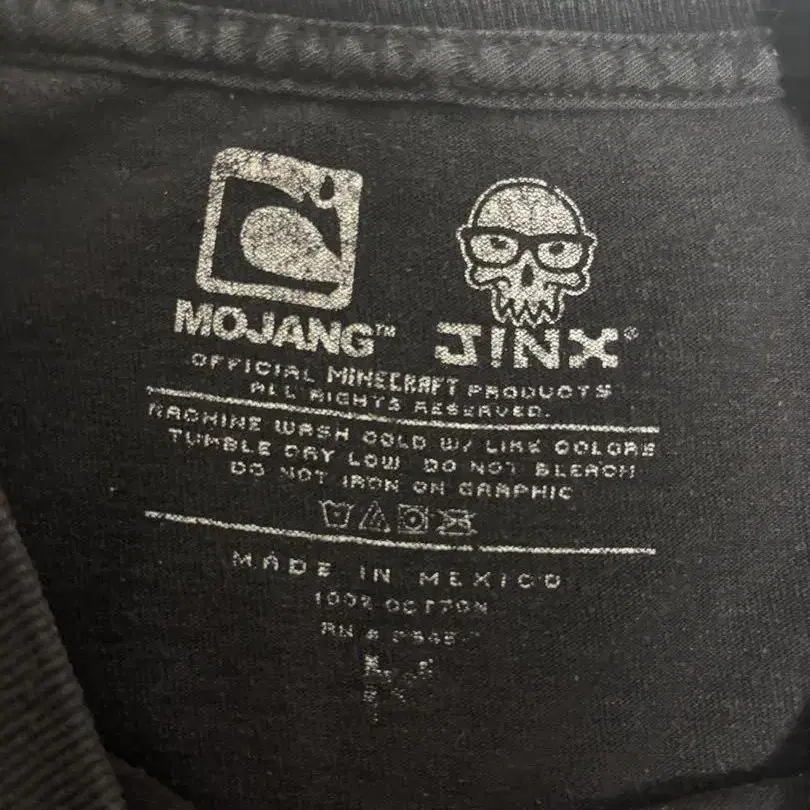 MOJANG™ J!NX®
OFFICIAL MINECRAFT PRODUCTS
ALL RIGHTS RESERVED.
MACHINE WASH COLD W/ LIKE COLORS
TUMBLE DRY LOW DO NOT BLEACH
DO NOT IRON ON GRAPHIC
MADE IN MEXICO
100% COTTON
RN #